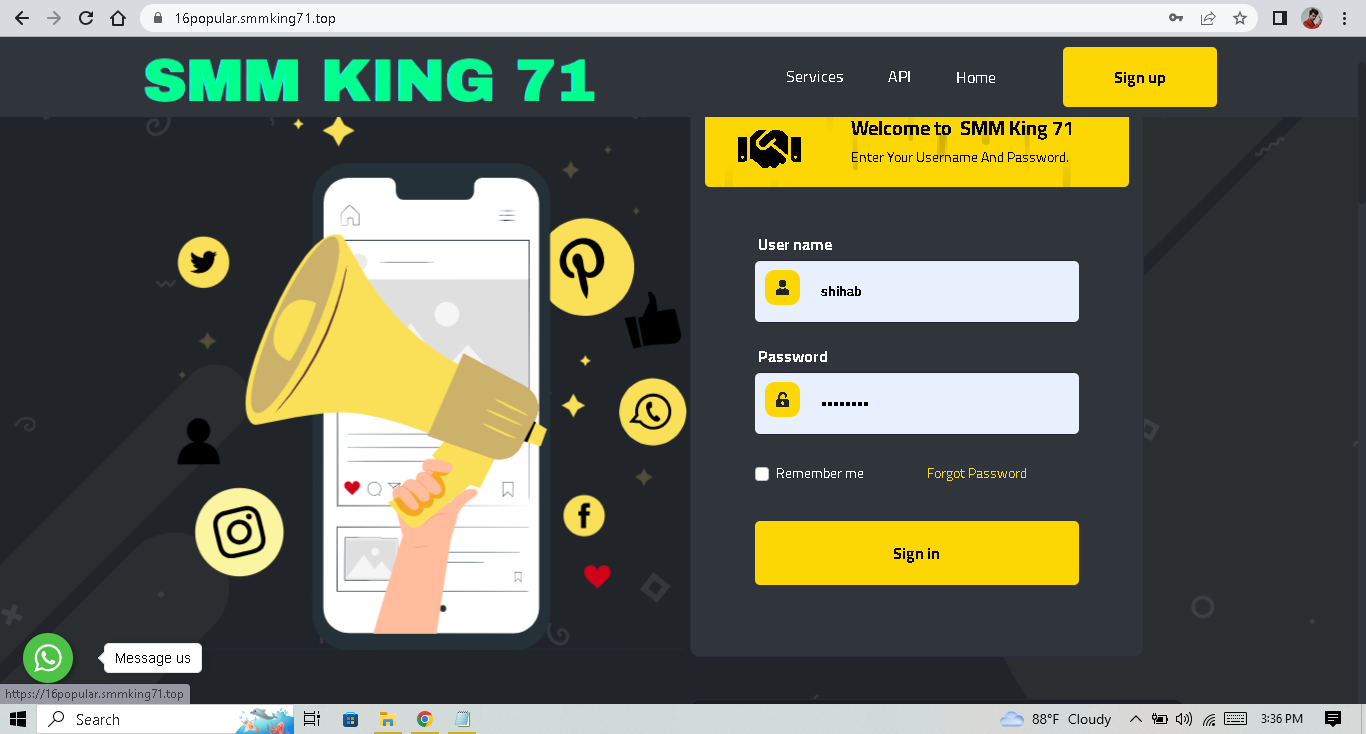 16popular.smmking71.top
SMM KING 71
Services API Home Sign up
Welcome to SMM King 71
Enter Your Username And Password.
User name
shihab
Password
••••••••
Remember me Forgot Password
Sign in
Message us
https://16popular.smmking71.top
Search
88°F Cloudy
3:36 PM